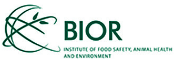 BIOR
INSTITUTE OF FOOD SAFETY, ANIMAL HEALTH
AND ENVIRONMENT